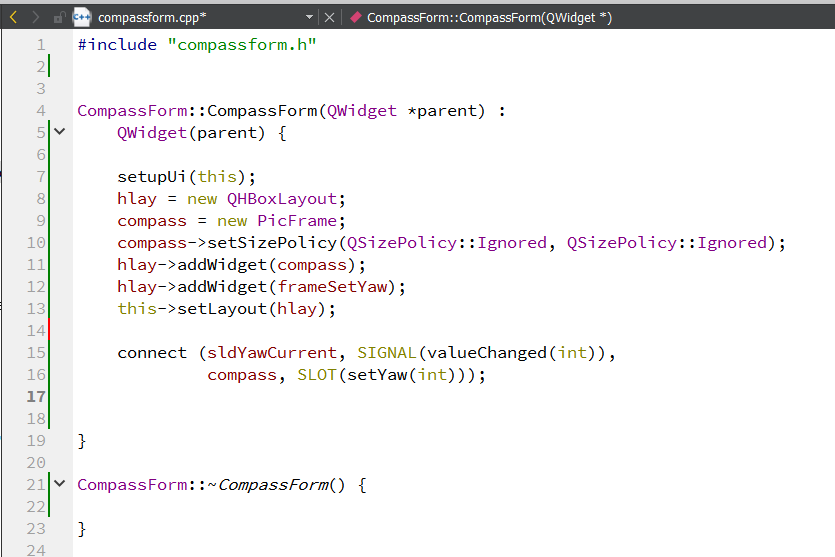 C++ compassform.cpp* CompassForm::CompassForm(QWidget *)
1 #include "compassform.h"
2
3
4 CompassForm::CompassForm(QWidget *parent) :
5     QWidget(parent) {
6
7     setupUi(this);
8     hlay = new QHBoxLayout;
9     compass = new PicFrame;
10     compass->setSizePolicy(QSizePolicy::Ignored, QSizePolicy::Ignored);
11     hlay->addWidget(compass);
12     hlay->addWidget(frameSetYaw);
13     this->setLayout(hlay);
14
15     connect (sldYawCurrent, SIGNAL(valueChanged(int)),
16              compass, SLOT(setYaw(int)));
17
18
19 }
20
21 CompassForm::~CompassForm() {
22
23 }
24